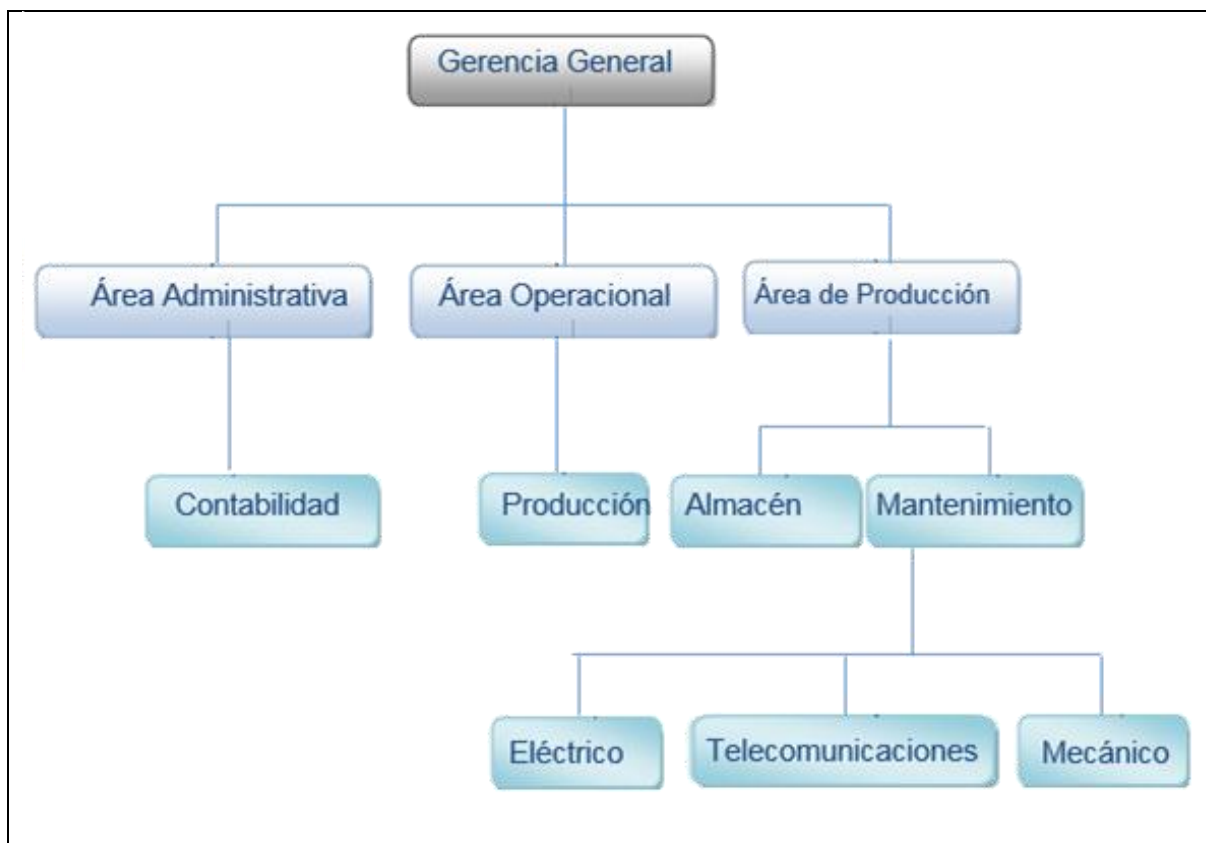 Gerencia General
Área Administrativa
Área Operacional
Área de Producción
Contabilidad
Producción
Almacén
Mantenimiento
Eléctrico
Telecomunicaciones
Mecánico